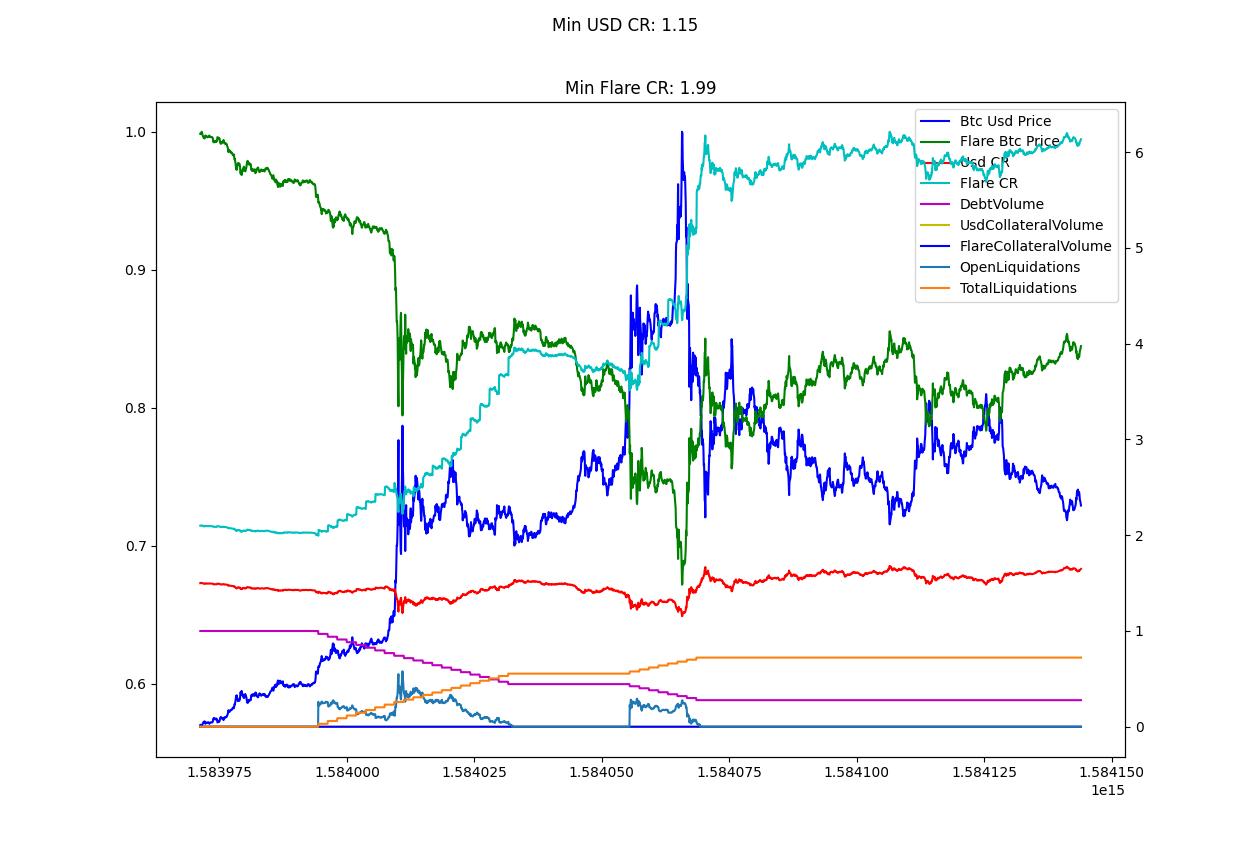 Min USD CR: 1.15
Min Flare CR: 1.99
Btc Usd Price
Flare Btc Price
Usd CR
Flare CR
DebtVolume
UsdCollateralVolume
FlareCollateralVolume
OpenLiquidations
TotalLiquidations
1.0
0.9
0.8
0.7
0.6
6
5
4
3
2
1
0
1.583975
1.584000
1.584025
1.584050
1.584075
1.584100
1.584125
1.584150
1e15